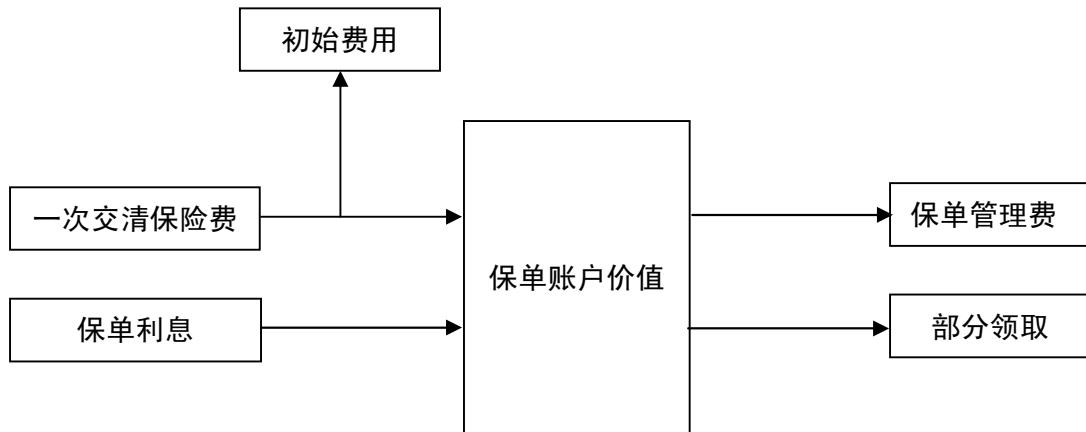 初始费用
一次交清保险费
保单管理费
保单账户价值
保单利息
部分领取